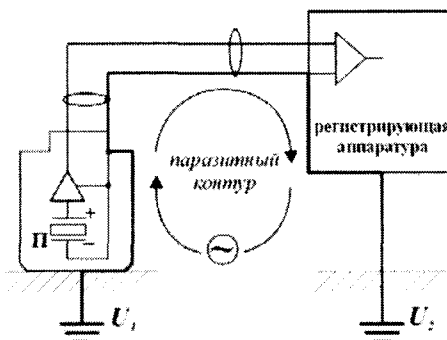 регистрирующая
аппаратура
паразитный
контур
+
П
−
~
U₁
U₂